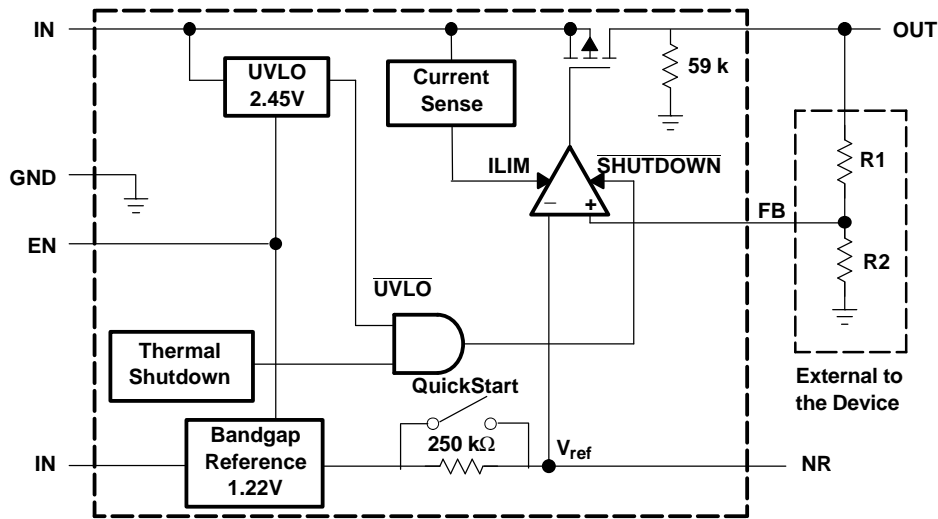 IN
OUT
UVLO
2.45V
Current
Sense
59 k
GND
ILIM
SHUTDOWN
R1
− +
FB
EN
R2
UVLO
Thermal
Shutdown
QuickStart
External to
the Device
IN
Bandgap
Reference
1.22V
250 kΩ
Vref
NR